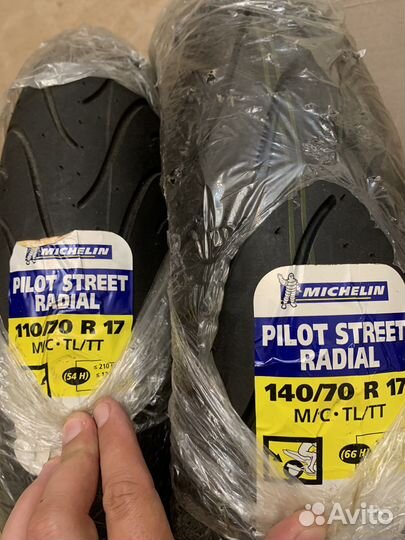 MICHELIN
PILOT STREET
RADIAL
110/70 R 17
M/C • TL/TT
(54 H)
MICHELIN
PILOT STREET
RADIAL
140/70 R 17
M/C • TL/TT
(66 H)
Avito